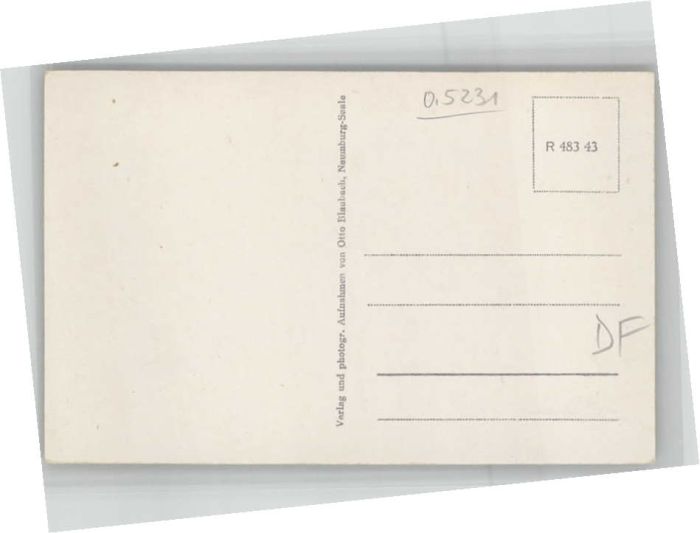 0.5231
R 483 43
Verlag und photogr. Aufnahmen von Otto Blaubach, Naumburg-Saale
DF